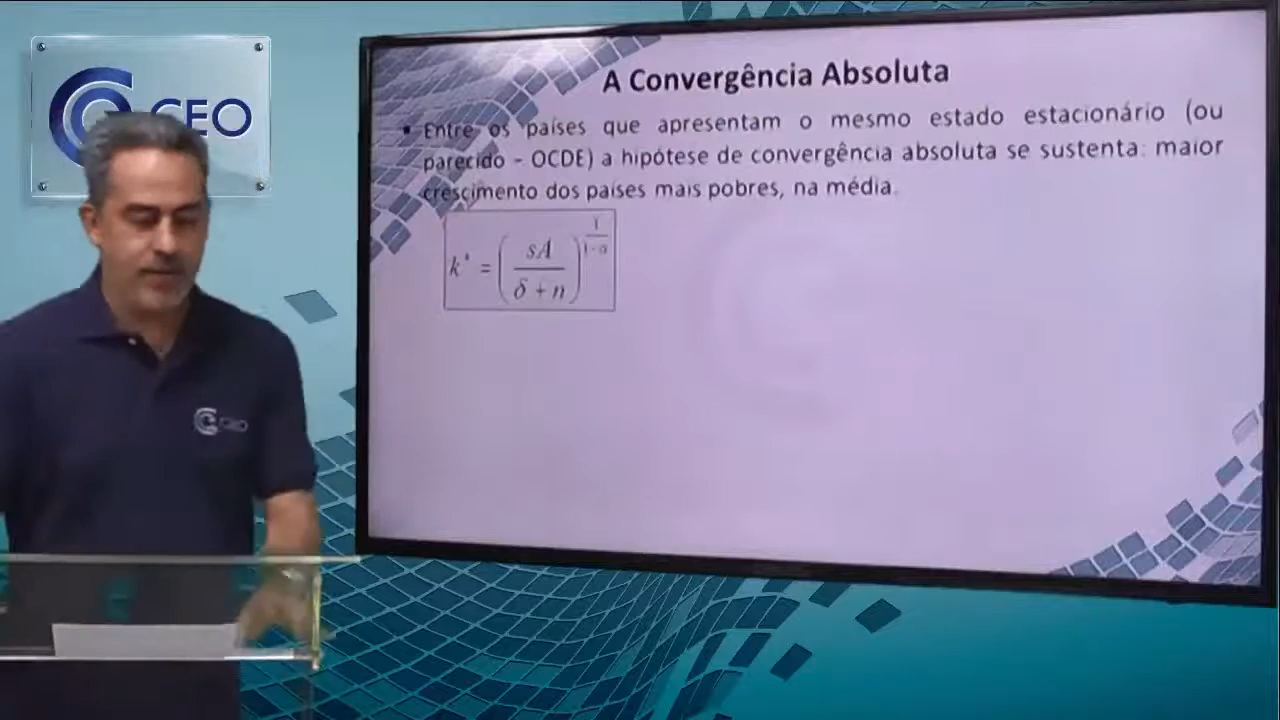 CEO
A Convergência Absoluta
▪ Entre os países que apresentam o mesmo estado estacionário (ou
parecido - OCDE) a hipótese de convergência absoluta se sustenta: maior
crescimento dos países mais pobres, na média.
k* = (sA / δ + n)^(1 / 1-α)
CEO